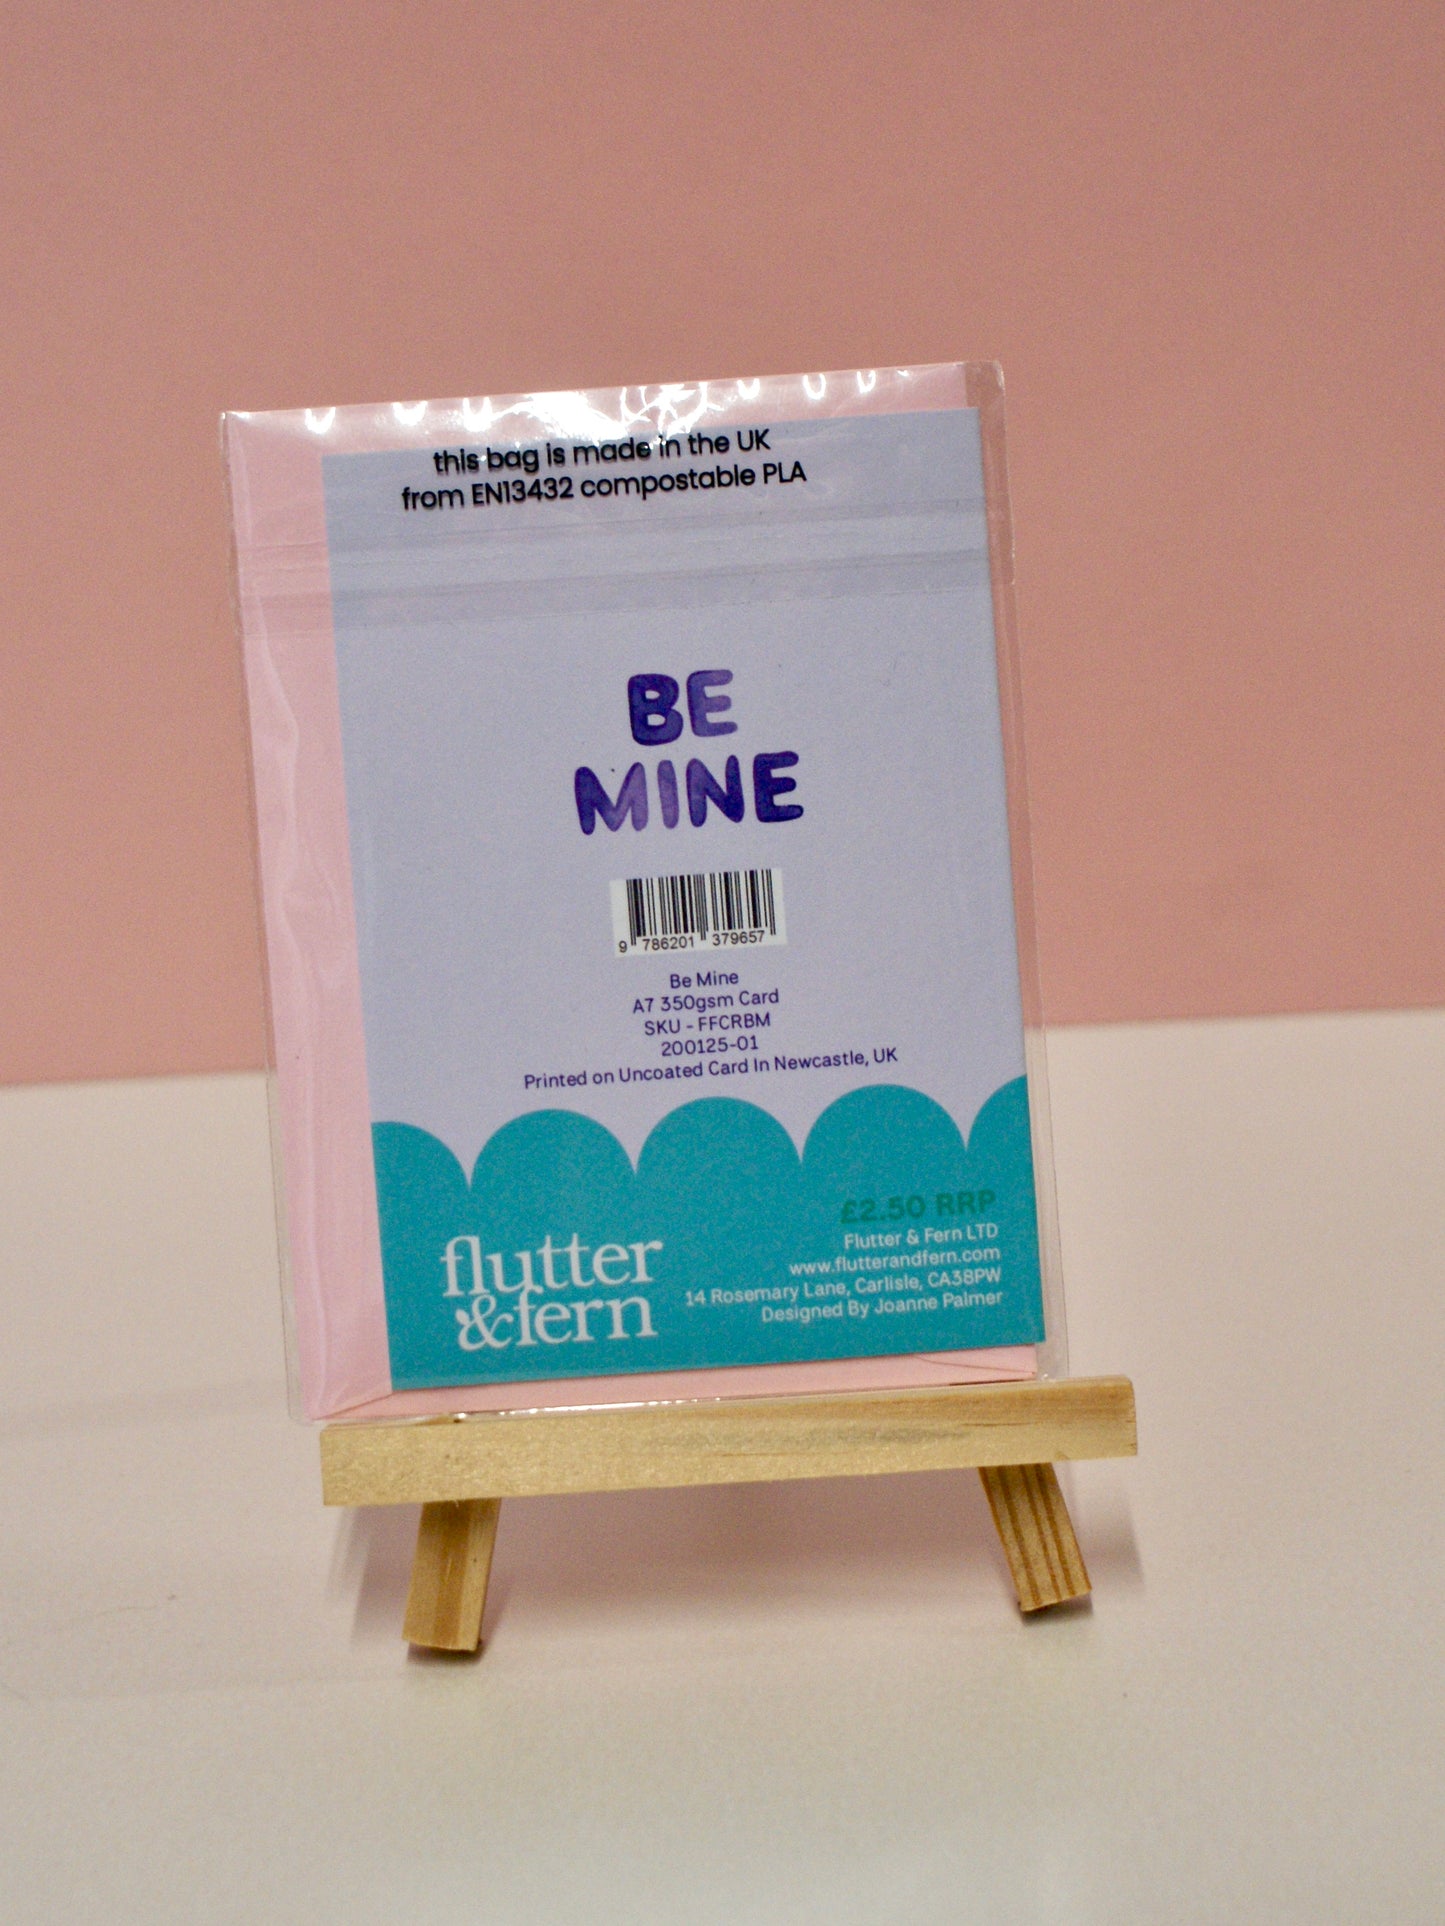 this bag is made in the UK
from EN13432 compostable PLA
BE
MINE
9 786201 379657
Be Mine
A7 350gsm Card
SKU - FFCRBM
200125-01
Printed on Uncoated Card In Newcastle, UK
£2.50 RRP
Flutter & Fern LTD
www.flutterandfern.com
14 Rosemary Lane, Carlisle, CA38PW
Designed By Joanne Palmer
flutter
&fern